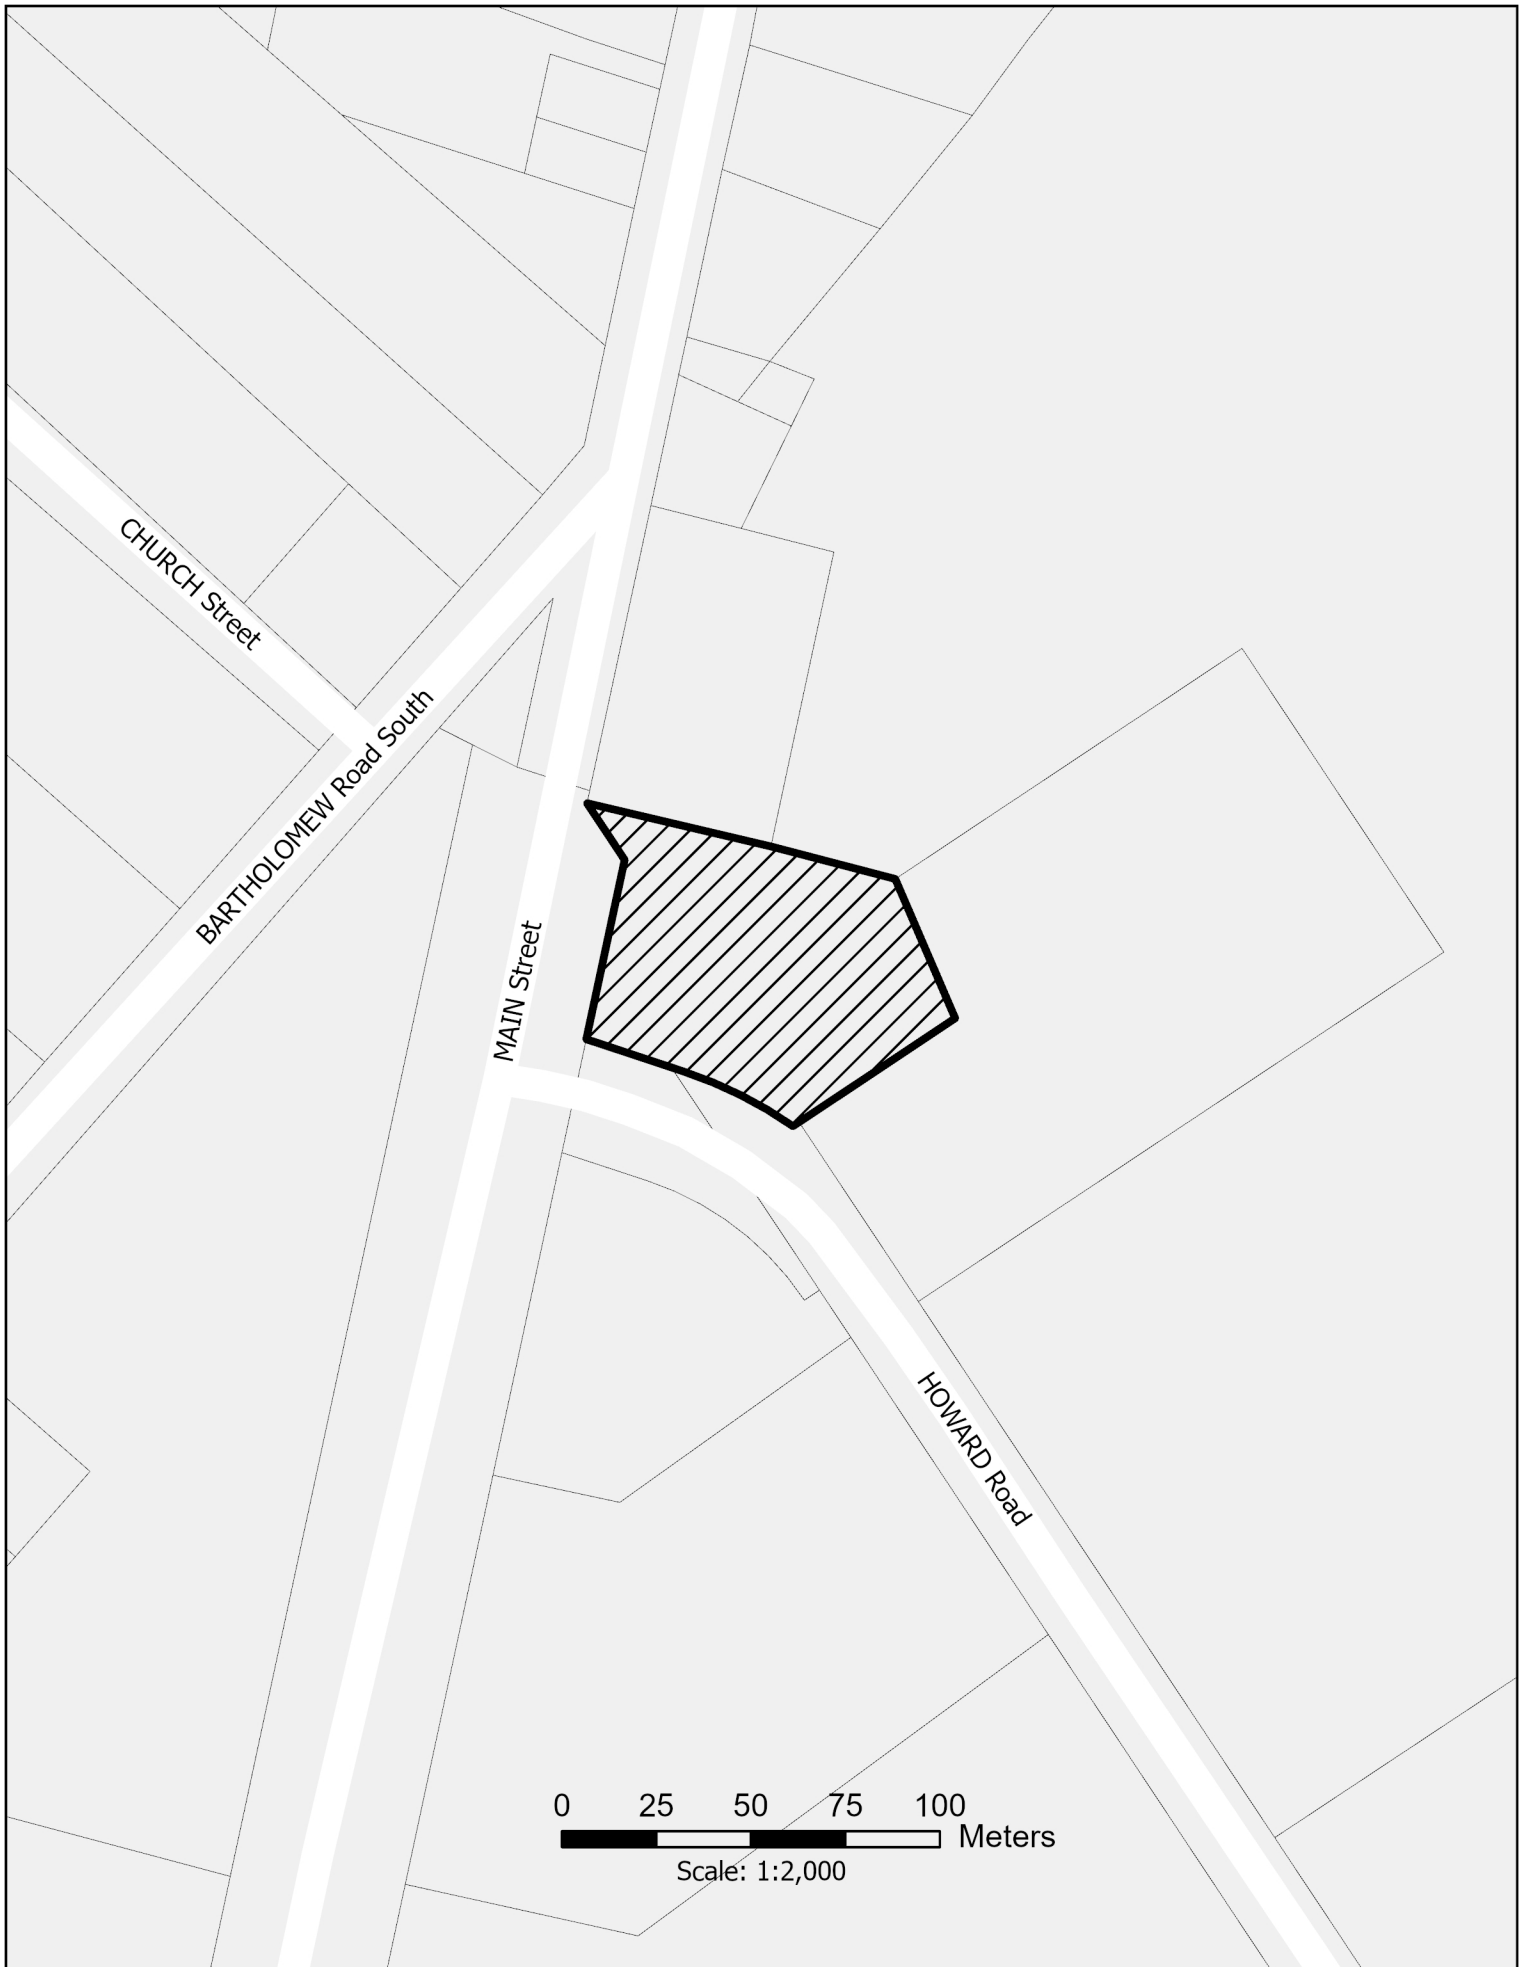 CHURCH Street
BARTHOLOMEW Road South
MAIN Street
HOWARD Road
0 25 50 75 100
Meters
Scale: 1:2,000